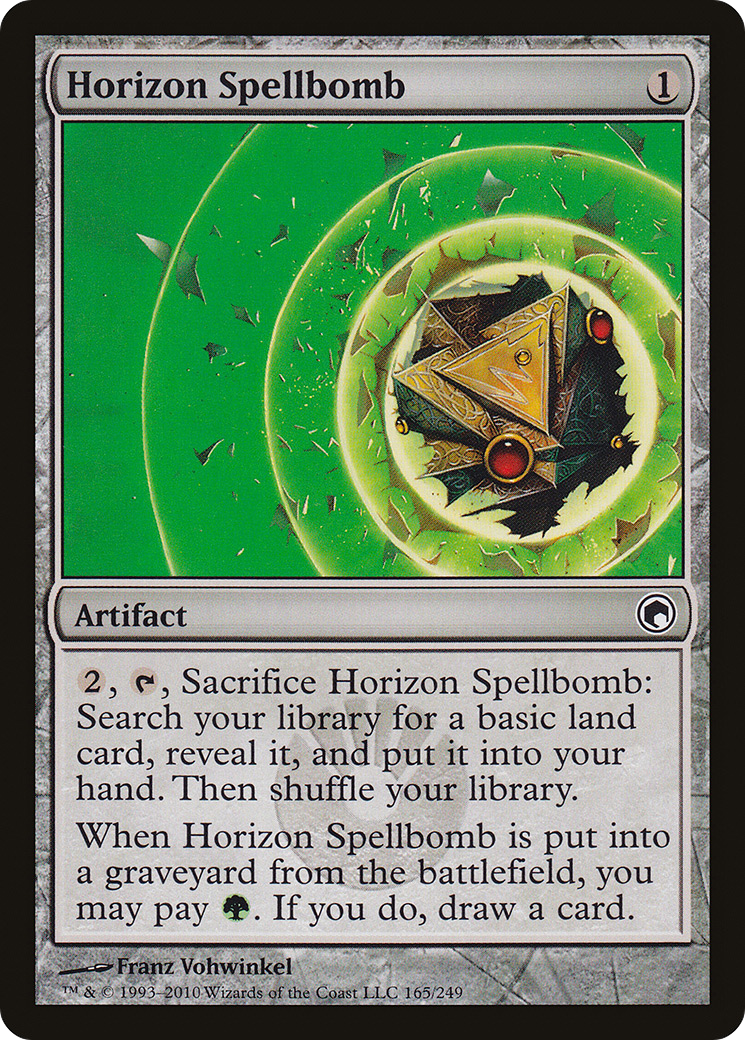 Horizon Spellbomb 1
Artifact
2, , Sacrifice Horizon Spellbomb:
Search your library for a basic land
card, reveal it, and put it into your
hand. Then shuffle your library.
When Horizon Spellbomb is put into
a graveyard from the battlefield, you
may pay . If you do, draw a card.
Franz Vohwinkel
™ & © 1993–2010 Wizards of the Coast LLC 165/249